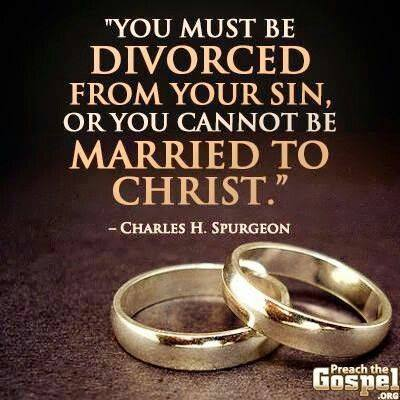 "YOU MUST BE
DIVORCED
FROM YOUR SIN,
OR YOU CANNOT BE
MARRIED TO
CHRIST."
– CHARLES H. SPURGEON
Preach the
Gospel
.ORG